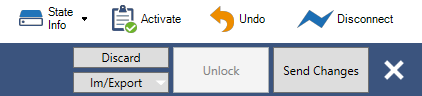 State
Info
Activate
Undo
Disconnect
Discard
Im/Export
Unlock
Send Changes